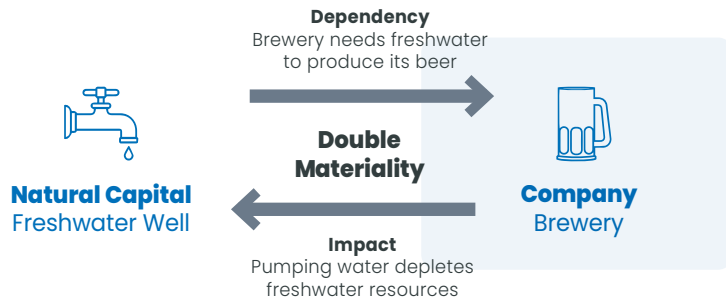 Dependency
Brewery needs freshwater
to produce its beer
Double
Materiality
Natural Capital
Freshwater Well
Company
Brewery
Impact
Pumping water depletes
freshwater resources